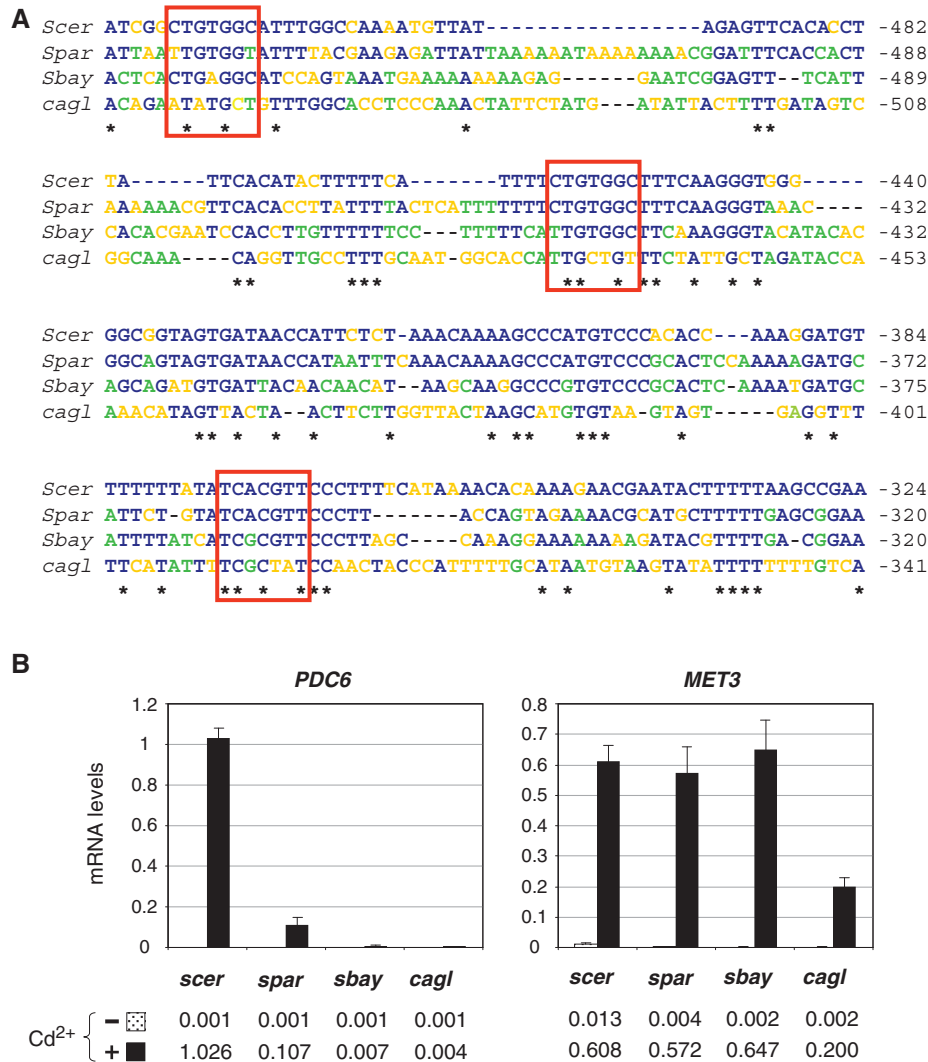 A
Scer ATCGGCTGTGGCATTTGGCCAAAATGTTAT-----------------AGAGTTCACACCT -482
Spar ATTAATTGTGGTATTTTACGAAGAGATTATTAAAAAATAAAAAAAACGGATTTCACCACT -488
Sbay ACTCACTGAGGCATCCAGTAAATGAAAAAAAAAGAG------GAATCGGAGTT--TCATT -489
cagl ACAGAATATGCTGTTTGGCACCTCCCAAACTATTCTATG---ATATTACTTTTGATAGTC -508
* * * * * **
Scer TA------TTCACATACTTTTTCA-------TTTTCTGTGGCTTTCAAGGGTGGG----- -440
Spar AAAAAACGTTCACACCTTATTTTACTCATTTTTTTCTGTGGCTTTCAAGGGTAAAC---- -432
Sbay CACACGAATCCACCTTGTTTTTTCC---TTTTTCATTGTGGCTTCAAAGGGTACATACAC -432
cagl GGCAAA----CAGGTTGCCTTTGCAAT-GGCACCATTGCTGTTTCTATTGCTAGATACCA -453
** *** ** * ** * * *
Scer GGCGGTAGTGATAACCATTCTCT-AAACAAAAGCCCATGTCCCACACC---AAAGGATGT -384
Spar GGCAGTAGTGATAACCATAATTTCAAACAAAAGCCCATGTCCCGCACTCCAAAAAGATGC -372
Sbay AGCAGATGTGATTACAACAACAT--AAGCAAGGCCCGTGTCCCGCACTC-AAAATGATGC -375
cagl AAACATAGTTACTA--ACTTCTTGGTTACTAAGCATGTGTAA-GTAGT-----GAGGTTT -401
** * * * * * ** *** * * *
Scer TTTTTTATATCACGTTCCCTTTTCATAAAACACAAAAGAACGAATACTTTTTAAGCCGAA -324
Spar ATTCT-GTATCACGTTCCCTT-------ACCAGTAGAAAACGCATGCTTTTTGAGCGGAA -320
Sbay ATTTTATCATCGCGTTCCCTTAGC----CAAAGGAAAAAAAAGATACGTTTTGA-CGGAA -320
cagl TTCATATTTTCGCTATCCAACTACCCATTTTTGCATAATGTAAGTATATTTTTTTTGTCA -341
* * ** * *** * * * **** *
B
PDC6 MET3
mRNA levels
1.2
1
0.8
0.6
0.4
0.2
0
0.8
0.7
0.6
0.5
0.4
0.3
0.2
0.1
0
scer spar sbay cagl scer spar sbay cagl
Cd2+
− 0.001 0.001 0.001 0.001 0.013 0.004 0.002 0.002
+ 1.026 0.107 0.007 0.004 0.608 0.572 0.647 0.200